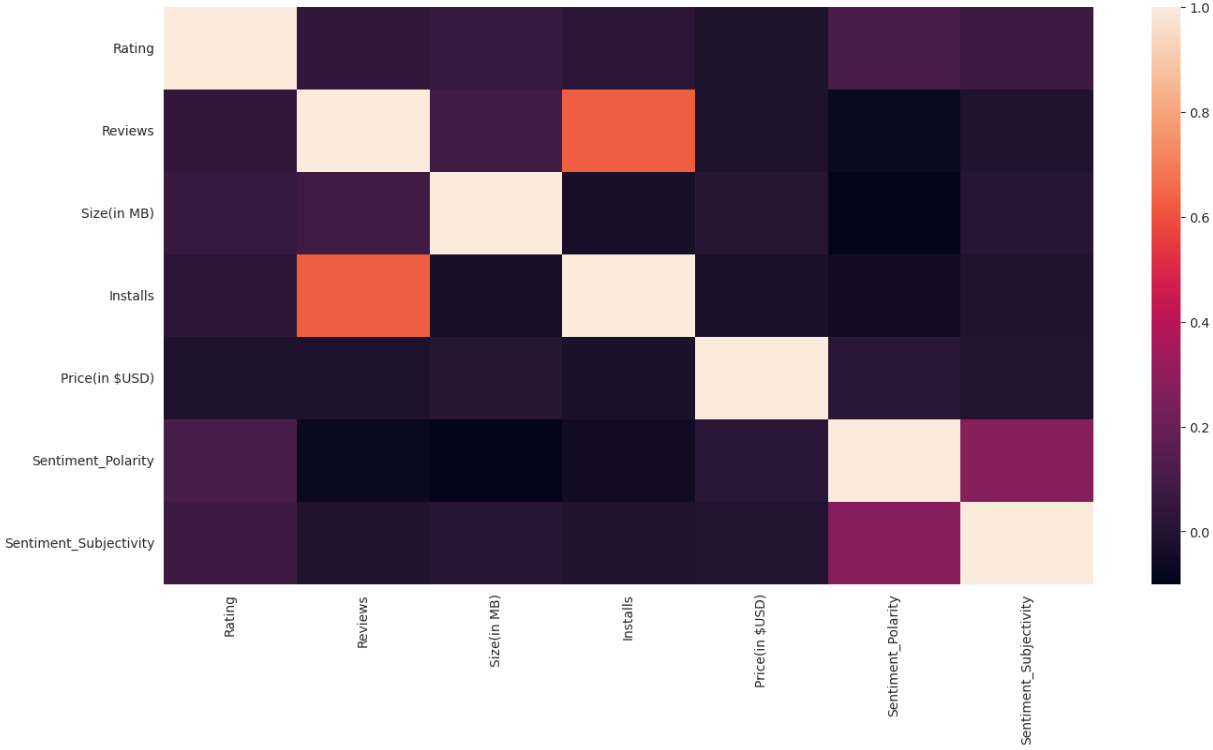 Rating
Reviews
Size(in MB)
Installs
Price(in $USD)
Sentiment_Polarity
Sentiment_Subjectivity
Rating
Reviews
Size(in MB)
Installs
Price(in $USD)
Sentiment_Polarity
Sentiment_Subjectivity
1.0
0.8
0.6
0.4
0.2
0.0